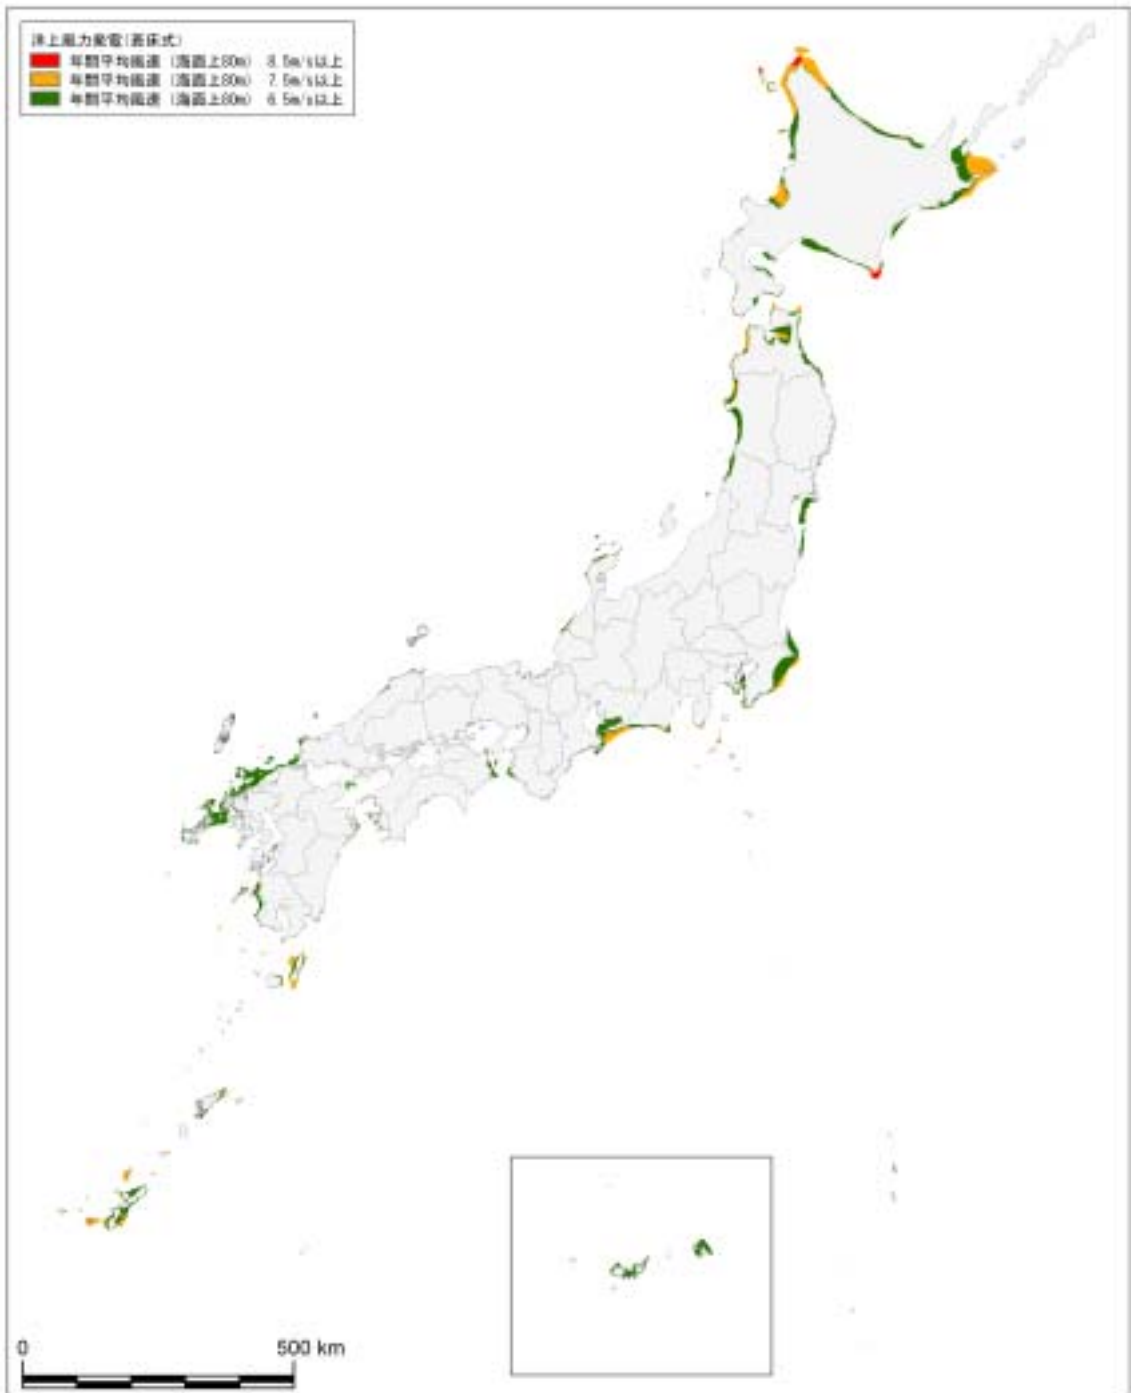 洋上風力発電(着床式)
年間平均風速 (海面上80m) 8.5m/s以上
年間平均風速 (海面上80m) 7.5m/s以上
年間平均風速 (海面上80m) 6.5m/s以上
0 500 km